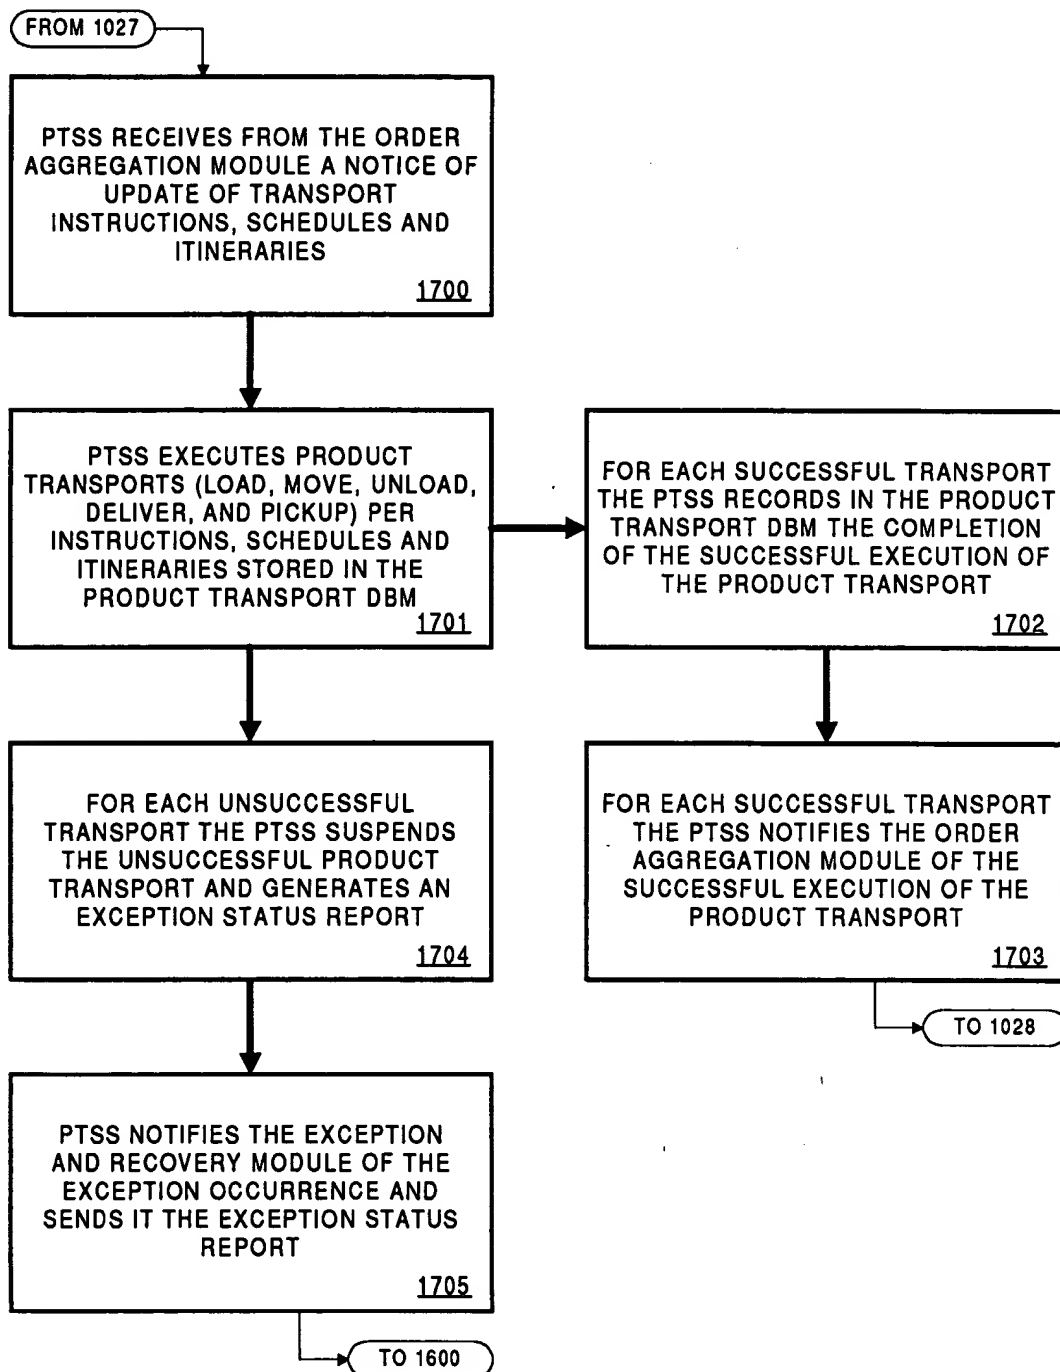 FROM 1027
PTSS RECEIVES FROM THE ORDER
AGGREGATION MODULE A NOTICE OF
UPDATE OF TRANSPORT
INSTRUCTIONS, SCHEDULES AND
ITINERARIES
1700
PTSS EXECUTES PRODUCT
TRANSPORTS (LOAD, MOVE, UNLOAD,
DELIVER, AND PICKUP) PER
INSTRUCTIONS, SCHEDULES AND
ITINERARIES STORED IN THE
PRODUCT TRANSPORT DBM
1701
FOR EACH SUCCESSFUL TRANSPORT
THE PTSS RECORDS IN THE PRODUCT
TRANSPORT DBM THE COMPLETION
OF THE SUCCESSFUL EXECUTION OF
THE PRODUCT TRANSPORT
1702
FOR EACH UNSUCCESSFUL
TRANSPORT THE PTSS SUSPENDS
THE UNSUCCESSFUL PRODUCT
TRANSPORT AND GENERATES AN
EXCEPTION STATUS REPORT
1704
FOR EACH SUCCESSFUL TRANSPORT
THE PTSS NOTIFIES THE ORDER
AGGREGATION MODULE OF THE
SUCCESSFUL EXECUTION OF THE
PRODUCT TRANSPORT
1703
TO 1028
PTSS NOTIFIES THE EXCEPTION
AND RECOVERY MODULE OF THE
EXCEPTION OCCURRENCE AND
SENDS IT THE EXCEPTION STATUS
REPORT
1705
TO 1600